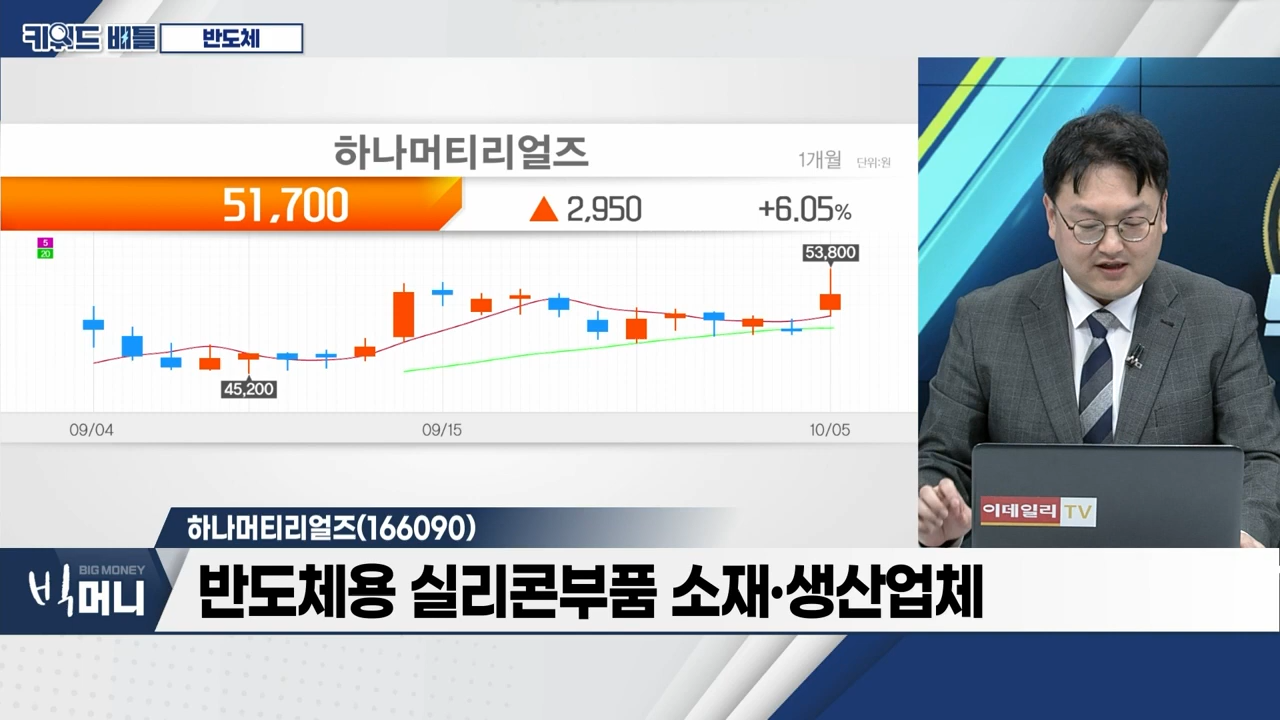 키워드 배틀
반도체
하나머티리얼즈
1개월 단위:원
51,700 ▲ 2,950 +6.05%
5
20
53,800
45,200
09/04 09/15 10/05
이데일리 TV
하나머티리얼즈(166090)
BIG MONEY
빅머니
반도체용 실리콘부품 소재·생산업체